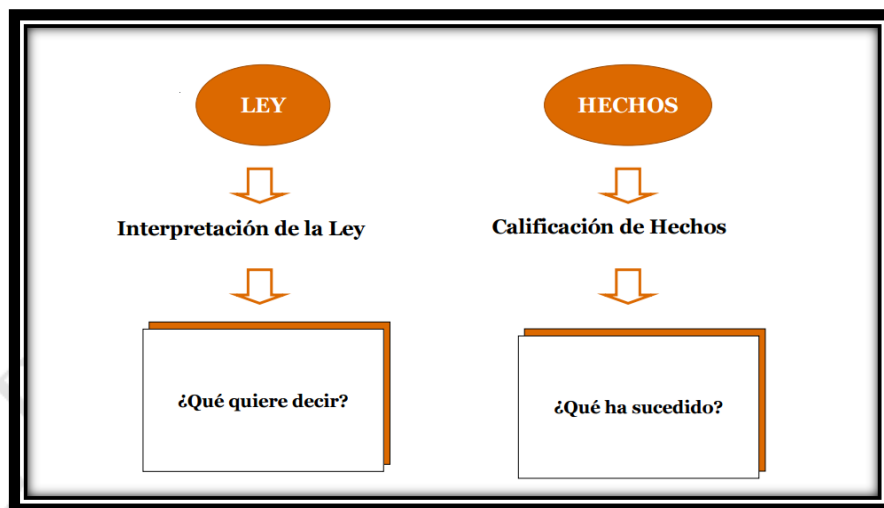 LEY
Interpretación de la Ley
¿Qué quiere decir?
HECHOS
Calificación de Hechos
¿Qué ha sucedido?